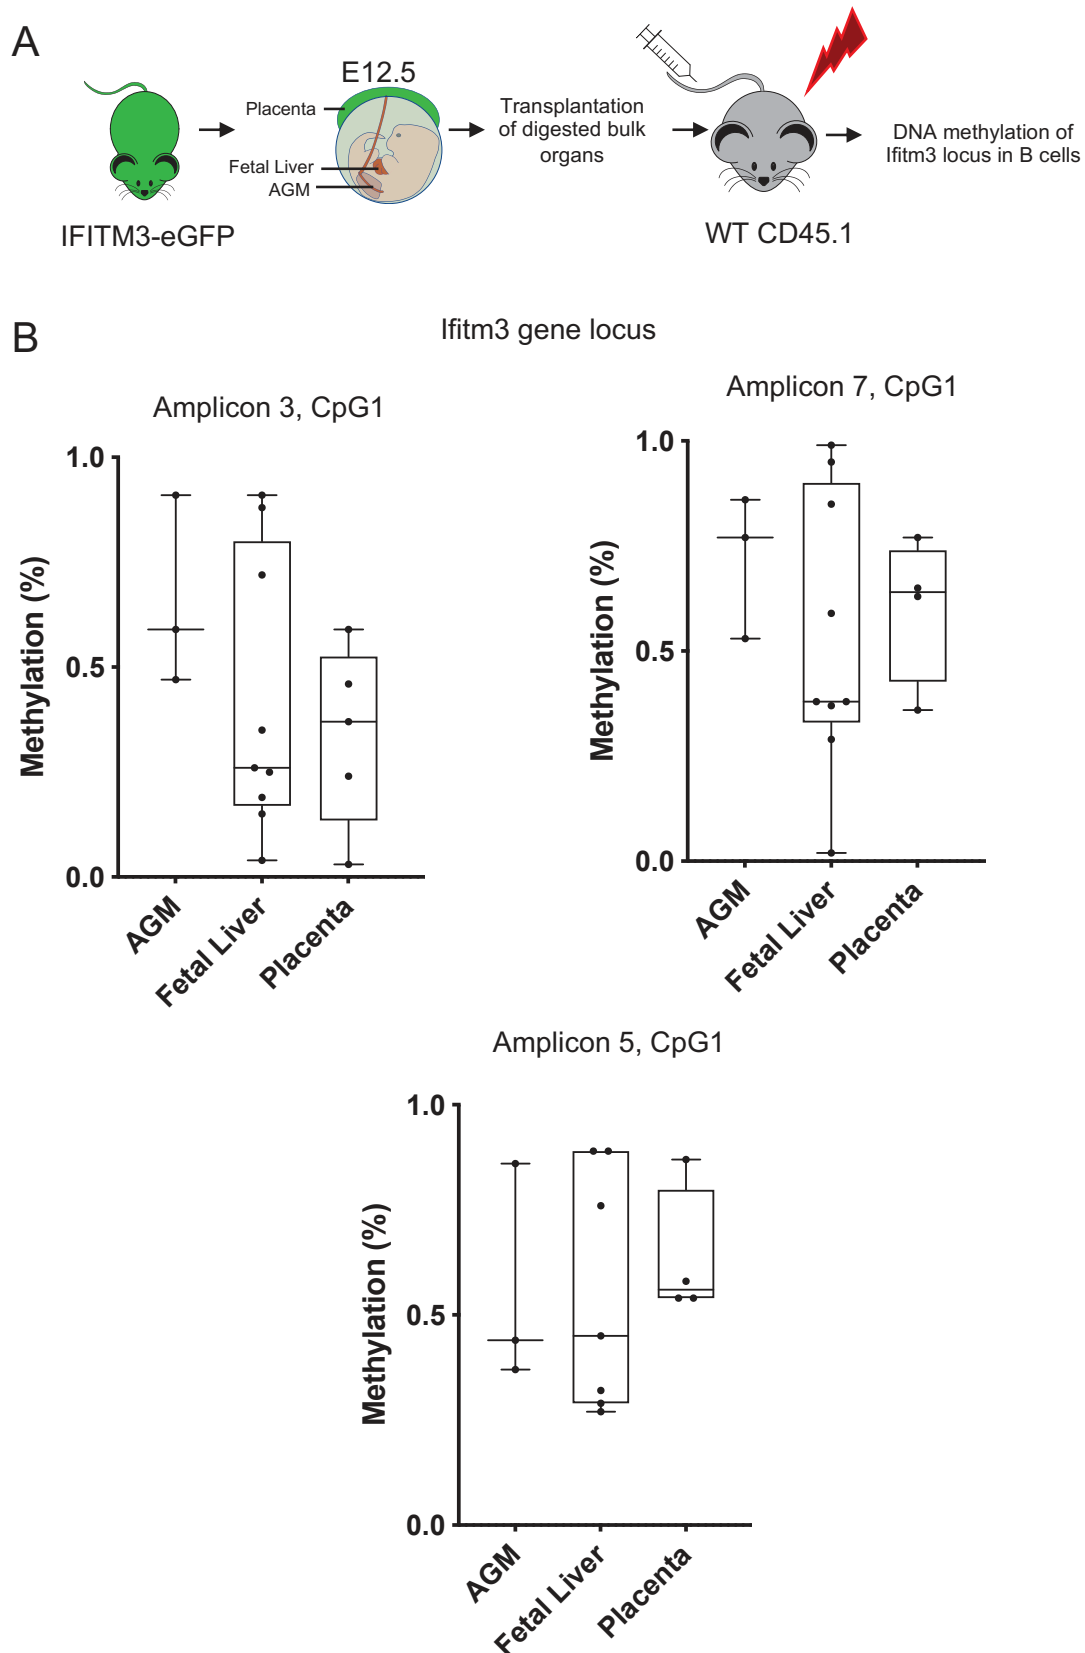 A
E12.5
Placenta
Fetal Liver
AGM
IFITM3-eGFP
Transplantation
of digested bulk
organs
WT CD45.1
DNA methylation of
Ifitm3 locus in B cells
B
Ifitm3 gene locus
Amplicon 3, CpG1
Methylation (%)
1.0
0.5
0.0
AGM
Fetal Liver
Placenta
Amplicon 7, CpG1
Methylation (%)
1.0
0.5
0.0
AGM
Fetal Liver
Placenta
Amplicon 5, CpG1
Methylation (%)
1.0
0.5
0.0
AGM
Fetal Liver
Placenta